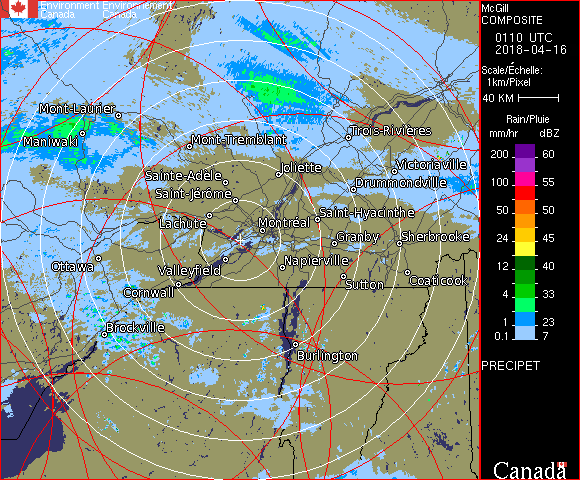 Environment Environnement
Canada Canada
McGill
COMPOSITE
0110 UTC
2018-04-16
Scale/Échelle:
1km/Pixel
40 KM
Rain/Pluie
mm/hr dBZ
200 60
100 55
50 50
24 45
12 40
4 33
1 23
0.1 7
PRECIPET
Canada
Mont-Laurier
Maniwaki
Mont-Tremblant
Trois-Rivières
Victoriaville
Joliette
Sainte-Adèle
Drummondville
Saint-Jérôme
Lachute
Saint-Hyacinthe
Montréal
Granby
Sherbrooke
Ottawa
Valleyfield
Napierville
Sutton
Coaticook
Cornwall
Brockville
Burlington